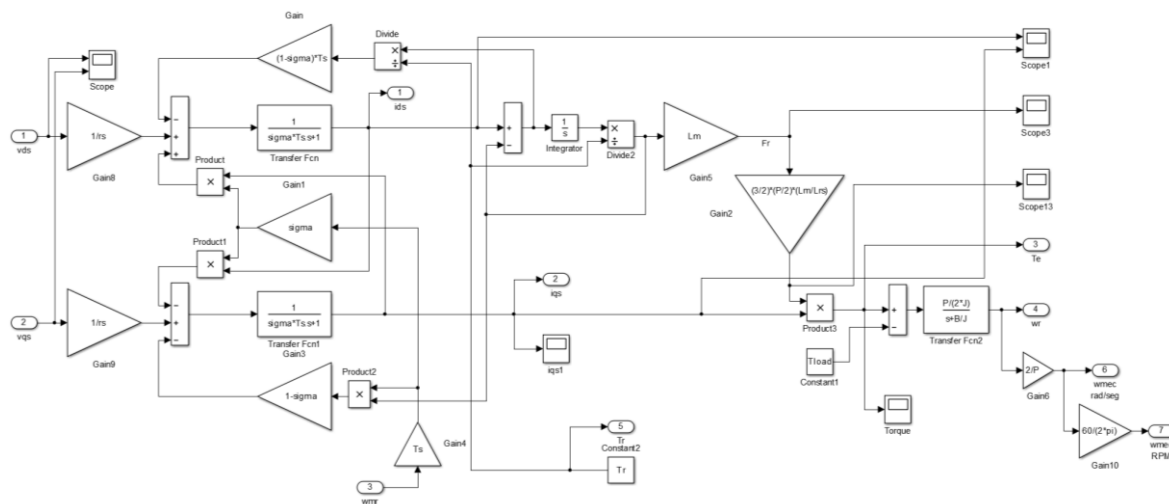 Gain
(1-sigma)*Ts
Divide
×
÷
Scope
Scope1
1
ids
1
vds
1/rs
Gain8
−
+
+
1
sigma*Ts.s+1
Transfer Fcn
+
−
1
s
Integrator
×
÷
Divide2
Lm
Gain5
Fr
Scope3
Product
×
Gain1
sigma
(3/2)*(P/2)*(Lm/Lrs)
Gain2
Scope13
Product1
×
3
Te
2
vqs
1/rs
Gain9
−
+
−
1
sigma*Ts.s+1
Transfer Fcn1
Gain3
2
iqs
iqs1
×
Product3
+
−
P/(2*J)
s+B/J
Transfer Fcn2
4
wr
Tload
Constant1
1-sigma
Product2
×
2/P
Gain6
6
wmec
rad/seg
Torque
Ts
Gain4
5
Tr
Constant2
Tr
60/(2*pi)
Gain10
7
wmec
RPM
3
wmr